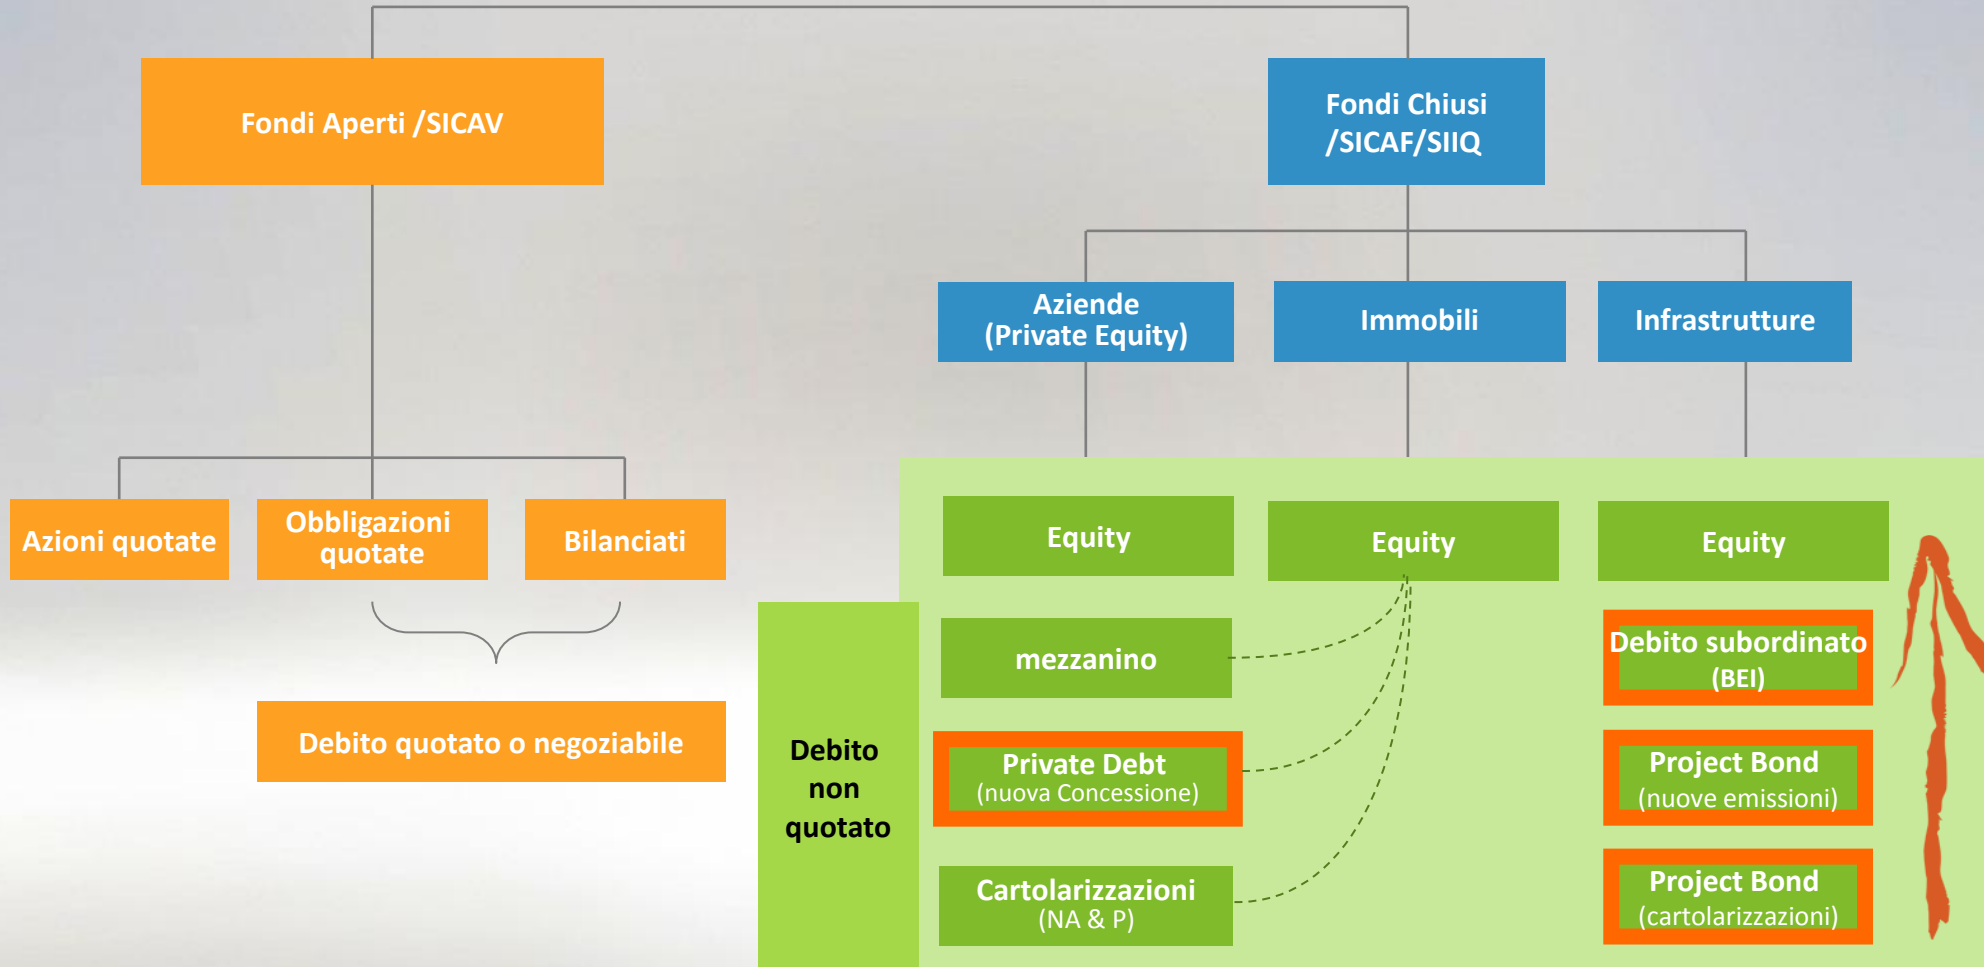 Fondi Aperti /SICAV
Fondi Chiusi
/SICAF/SIIQ
Aziende
(Private Equity)
Immobili
Infrastrutture
Azioni quotate
Obbligazioni
quotate
Bilanciati
Debito quotato o negoziabile
Equity
Equity
Equity
Debito
non
quotato
mezzanino
Debito subordinato
(BEI)
Private Debt
(nuova Concessione)
Project Bond
(nuove emissioni)
Cartolarizzazioni
(NA & P)
Project Bond
(cartolarizzazioni)